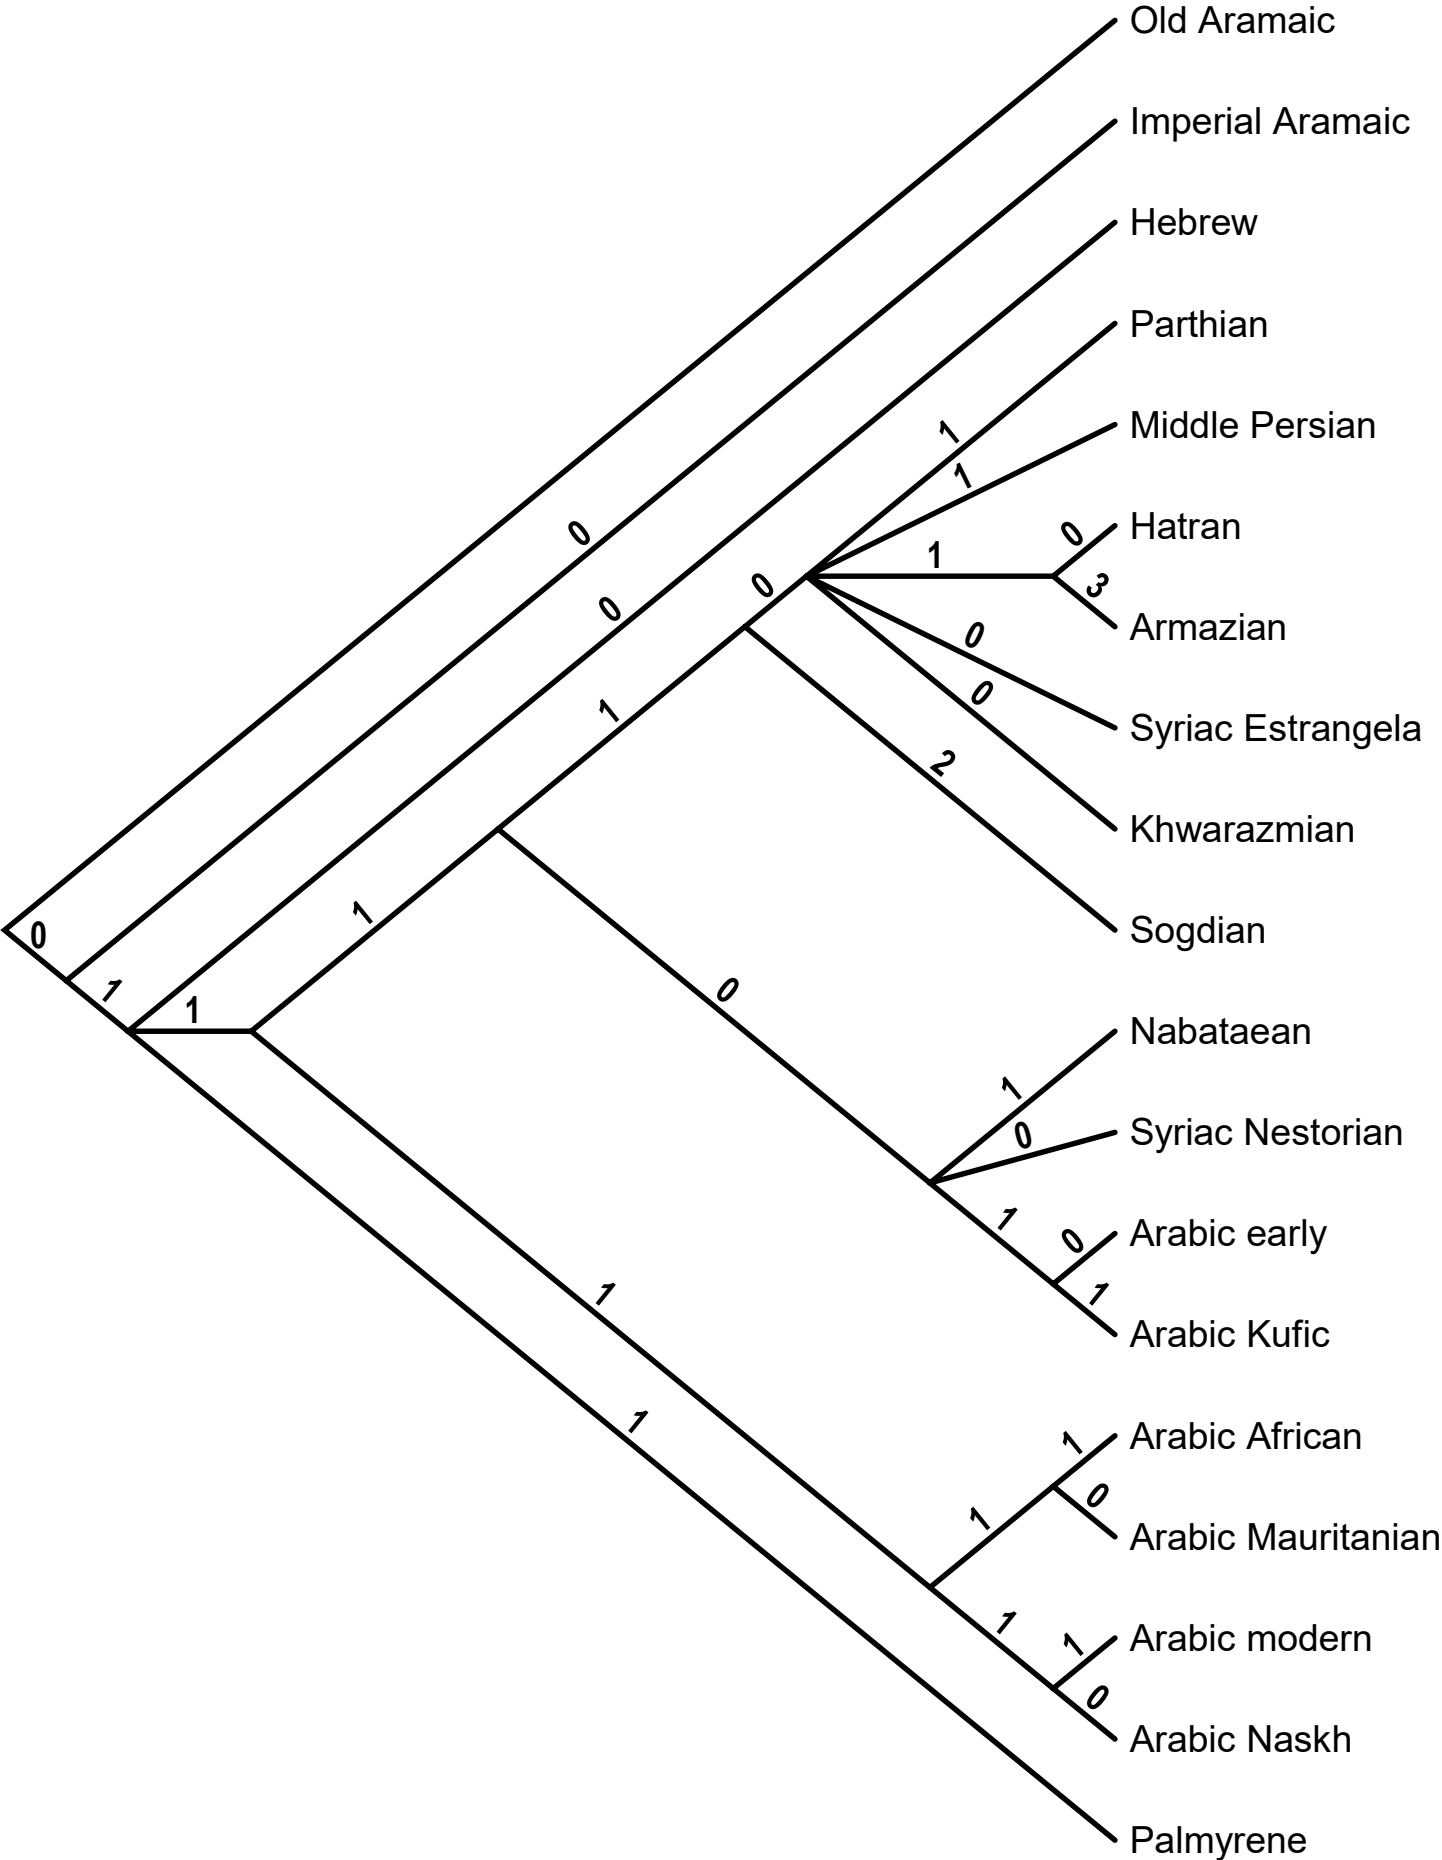 Old Aramaic
Imperial Aramaic
Hebrew
Parthian
1
Middle Persian
1
Hatran
0
0
1
Armazian
3
0
0
0
Syriac Estrangela
0
1
2
Khwarazmian
1
Sogdian
0
1
0
1
Nabataean
1
Syriac Nestorian
0
Arabic early
1
0
Arabic Kufic
1
1
Arabic African
1
1
0
Arabic Mauritanian
1
Arabic modern
1
1
0
Arabic Naskh
Palmyrene